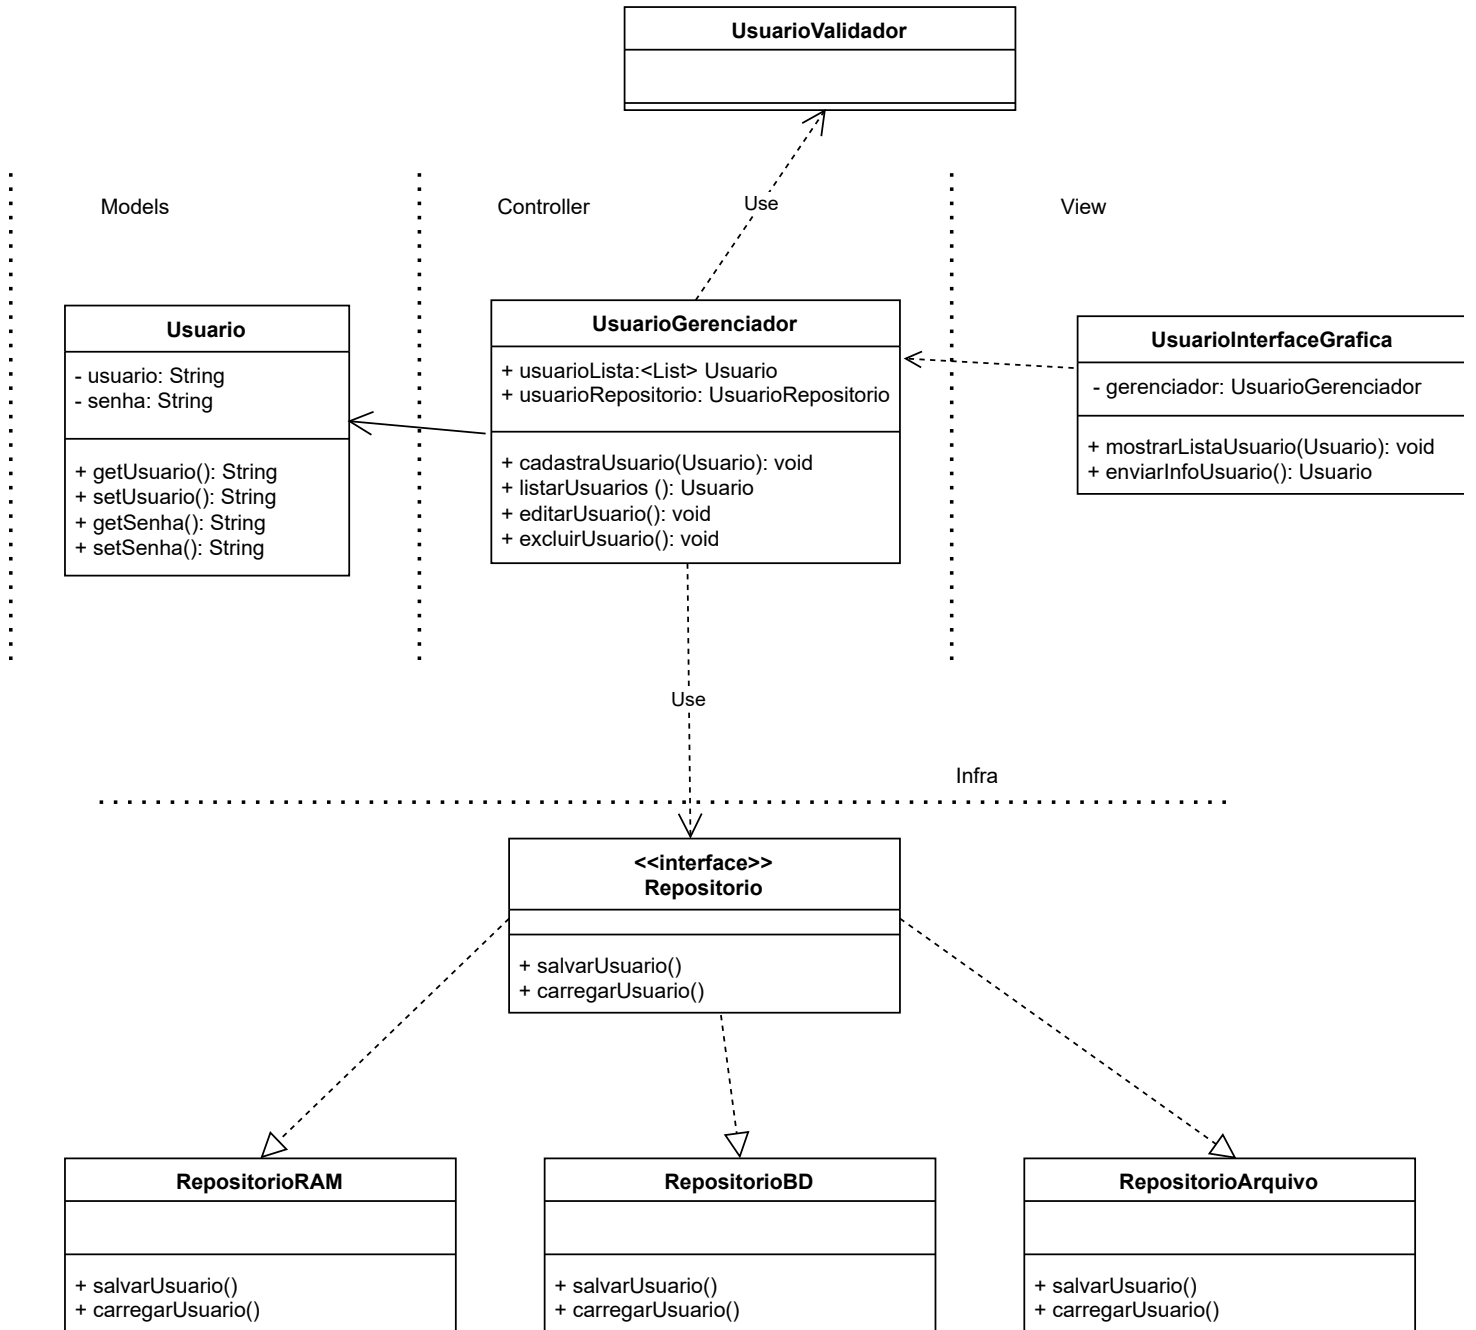 UsuarioValidador
Use
Models
Controller
View
Usuario
- usuario: String
- senha: String
+ getUsuario(): String
+ setUsuario(): String
+ getSenha(): String
+ setSenha(): String
UsuarioGerenciador
+ usuarioLista:<List> Usuario
+ usuarioRepositorio: UsuarioRepositorio
+ cadastraUsuario(Usuario): void
+ listarUsuarios (): Usuario
+ editarUsuario(): void
+ excluirUsuario(): void
UsuarioInterfaceGrafica
- gerenciador: UsuarioGerenciador
+ mostrarListaUsuario(Usuario): void
+ enviarInfoUsuario(): Usuario
Use
Infra
<<interface>>
Repositorio
+ salvarUsuario()
+ carregarUsuario()
RepositorioRAM
+ salvarUsuario()
+ carregarUsuario()
RepositorioBD
+ salvarUsuario()
+ carregarUsuario()
RepositorioArquivo
+ salvarUsuario()
+ carregarUsuario()